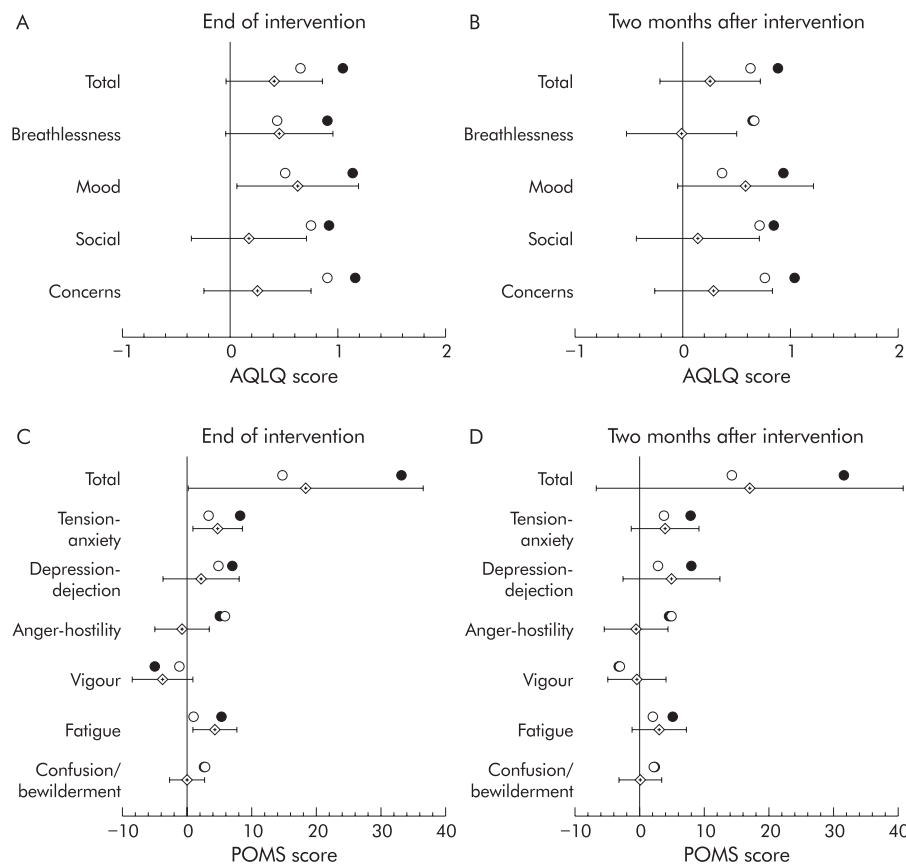 A
End of intervention
Total
Breathlessness
Mood
Social
Concerns
−1 0 1 2
AQLQ score
B
Two months after intervention
Total
Breathlessness
Mood
Social
Concerns
−1 0 1 2
AQLQ score
C
End of intervention
Total
Tension-
anxiety
Depression-
dejection
Anger-hostility
Vigour
Fatigue
Confusion/
bewilderment
−10 0 10 20 30 40
POMS score
D
Two months after intervention
Total
Tension-
anxiety
Depression-
dejection
Anger-hostility
Vigour
Fatigue
Confusion/
bewilderment
−10 0 10 20 30 40
POMS score